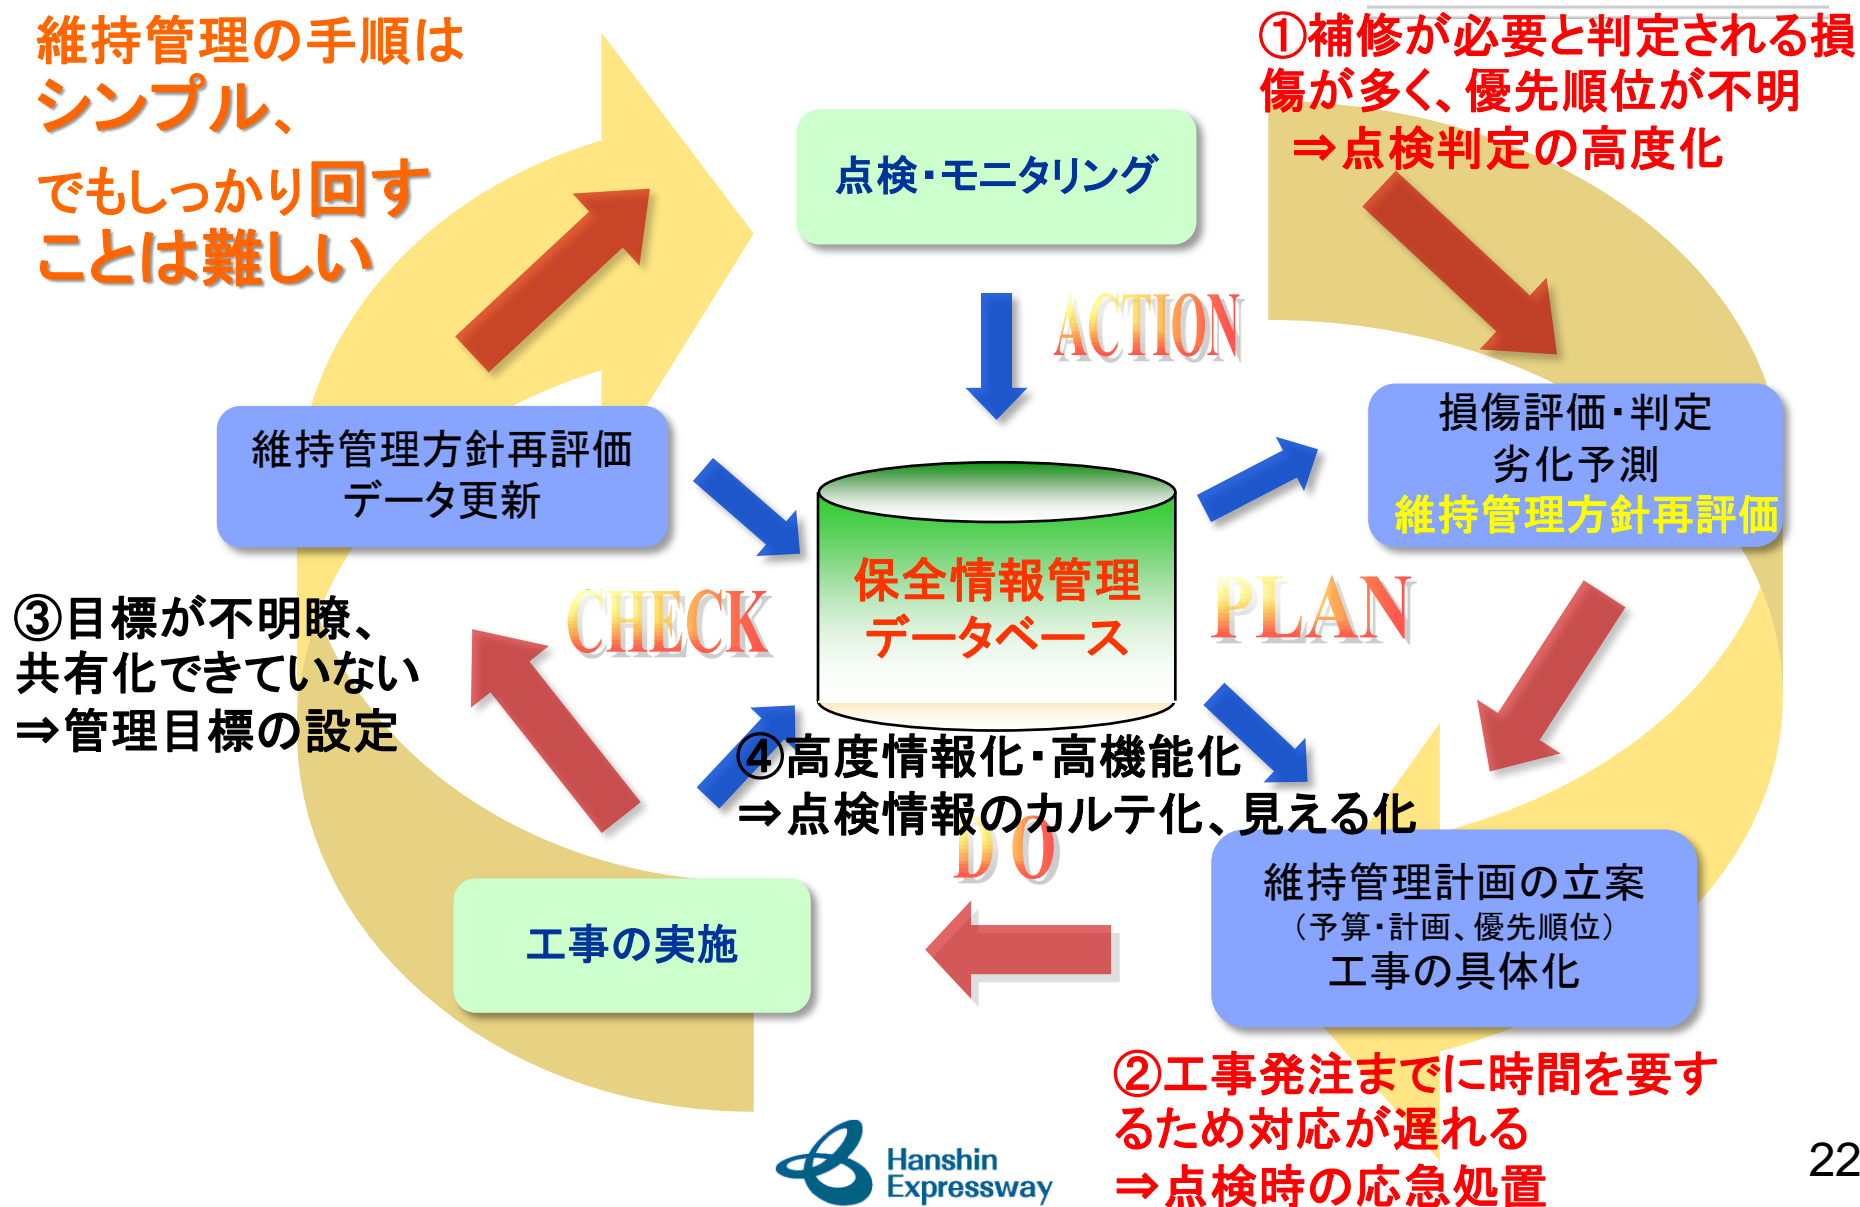 維持管理の手順は
シンプル、
でもしっかり回す
ことは難しい
①補修が必要と判定される損
傷が多く、優先順位が不明
⇒点検判定の高度化
点検・モニタリング
ACTION
損傷評価・判定
劣化予測
維持管理方針再評価
維持管理方針再評価
データ更新
保全情報管理
データベース
CHECK
PLAN
③目標が不明瞭、
共有化できていない
⇒管理目標の設定
④高度情報化・高機能化
⇒点検情報のカルテ化、見える化
DO
維持管理計画の立案
（予算・計画、優先順位）
工事の具体化
工事の実施
②工事発注までに時間を要す
るため対応が遅れる
⇒点検時の応急処置
Hanshin
Expressway
22